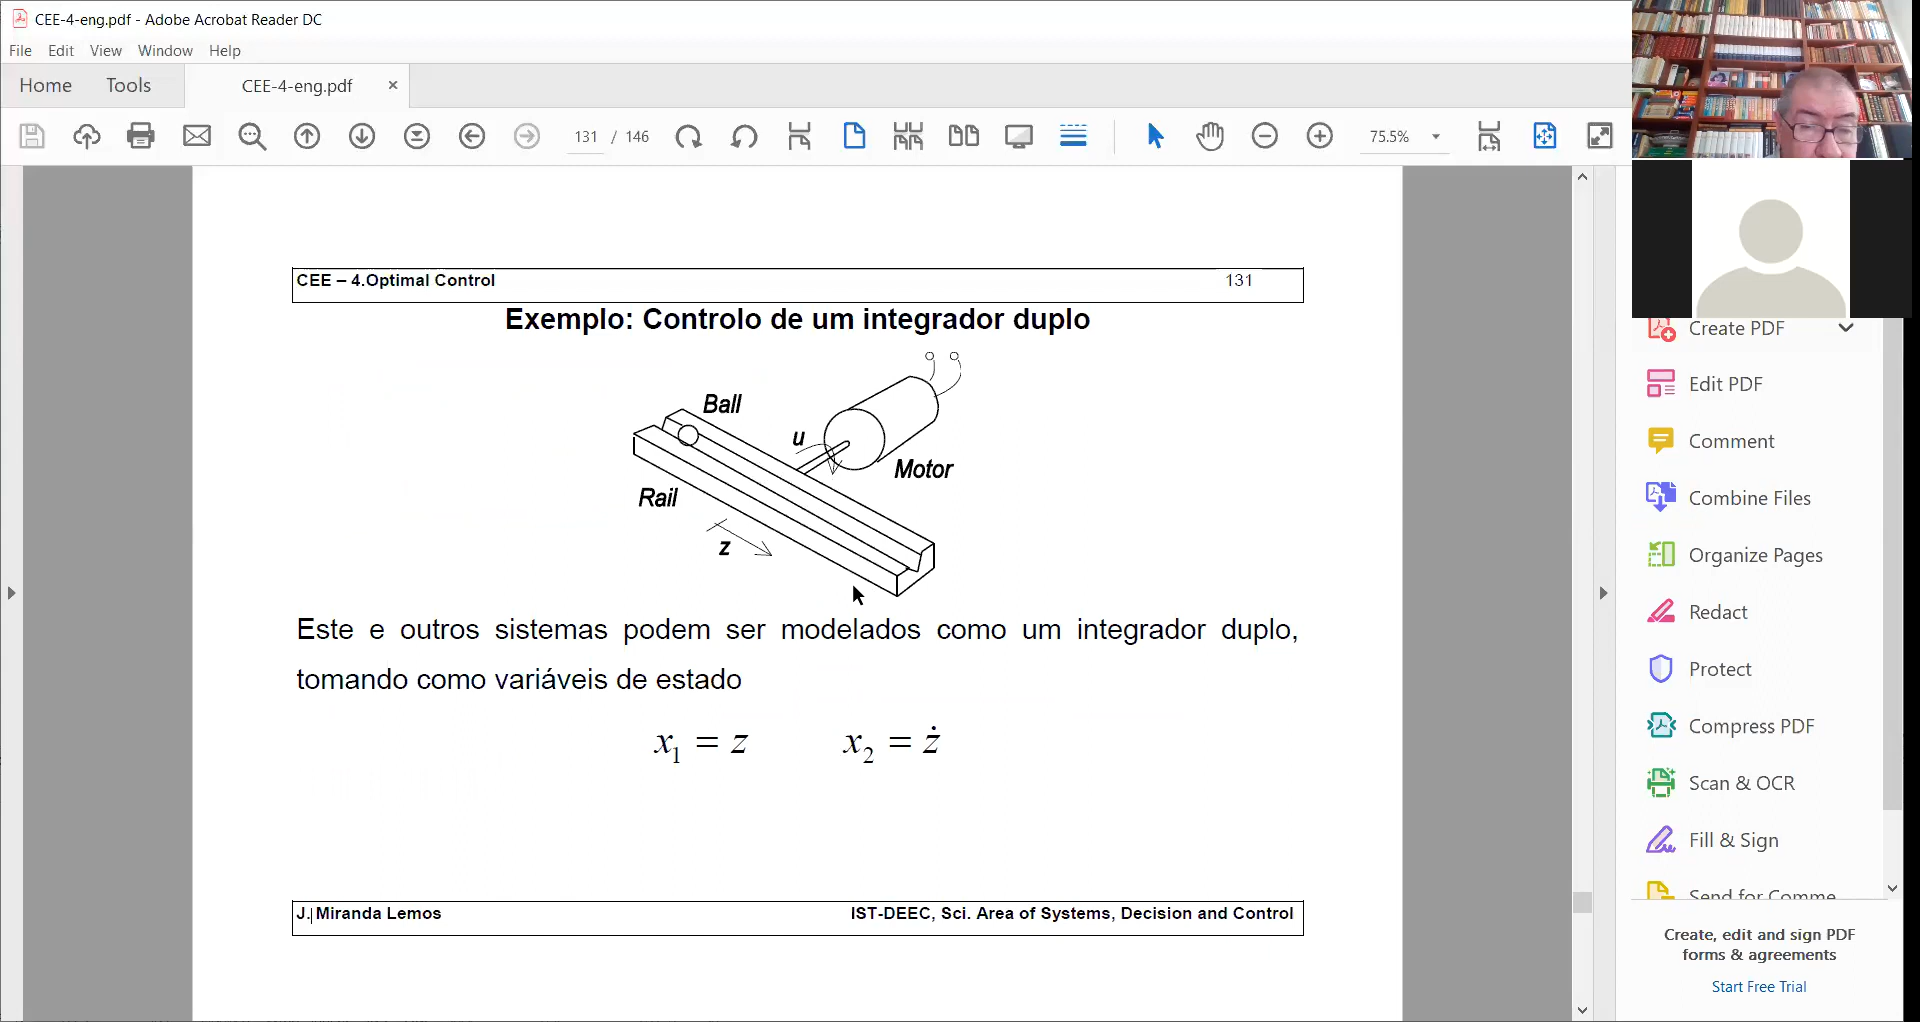 CEE-4-eng.pdf - Adobe Acrobat Reader DC
File Edit View Window Help
Home Tools CEE-4-eng.pdf ×
131 / 146 75.5%
CEE – 4.Optimal Control 131
Exemplo: Controlo de um integrador duplo
Ball
u
Motor
Rail
z
Este e outros sistemas podem ser modelados como um integrador duplo,
tomando como variáveis de estado
x₁ = z x₂ = ż
J. Miranda Lemos IST-DEEC, Sci. Area of Systems, Decision and Control
Create PDF
Edit PDF
Comment
Combine Files
Organize Pages
Redact
Protect
Compress PDF
Scan & OCR
Fill & Sign
Send for Comme
Create, edit and sign PDF
forms & agreements
Start Free Trial